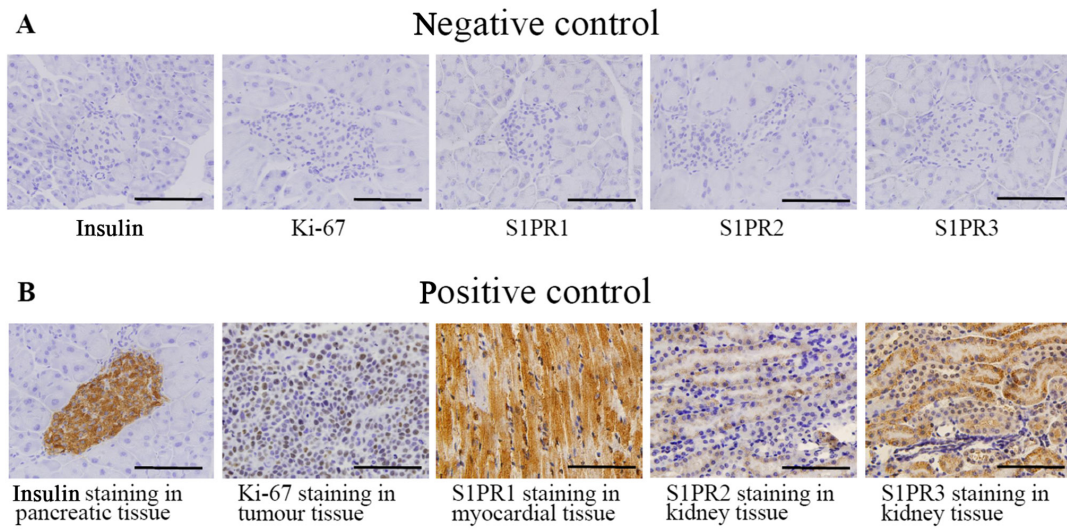 A
Negative control
Insulin
Ki-67
S1PR1
S1PR2
S1PR3
B
Positive control
Insulin staining in
pancreatic tissue
Ki-67 staining in
tumour tissue
S1PR1 staining in
myocardial tissue
S1PR2 staining in
kidney tissue
S1PR3 staining in
kidney tissue